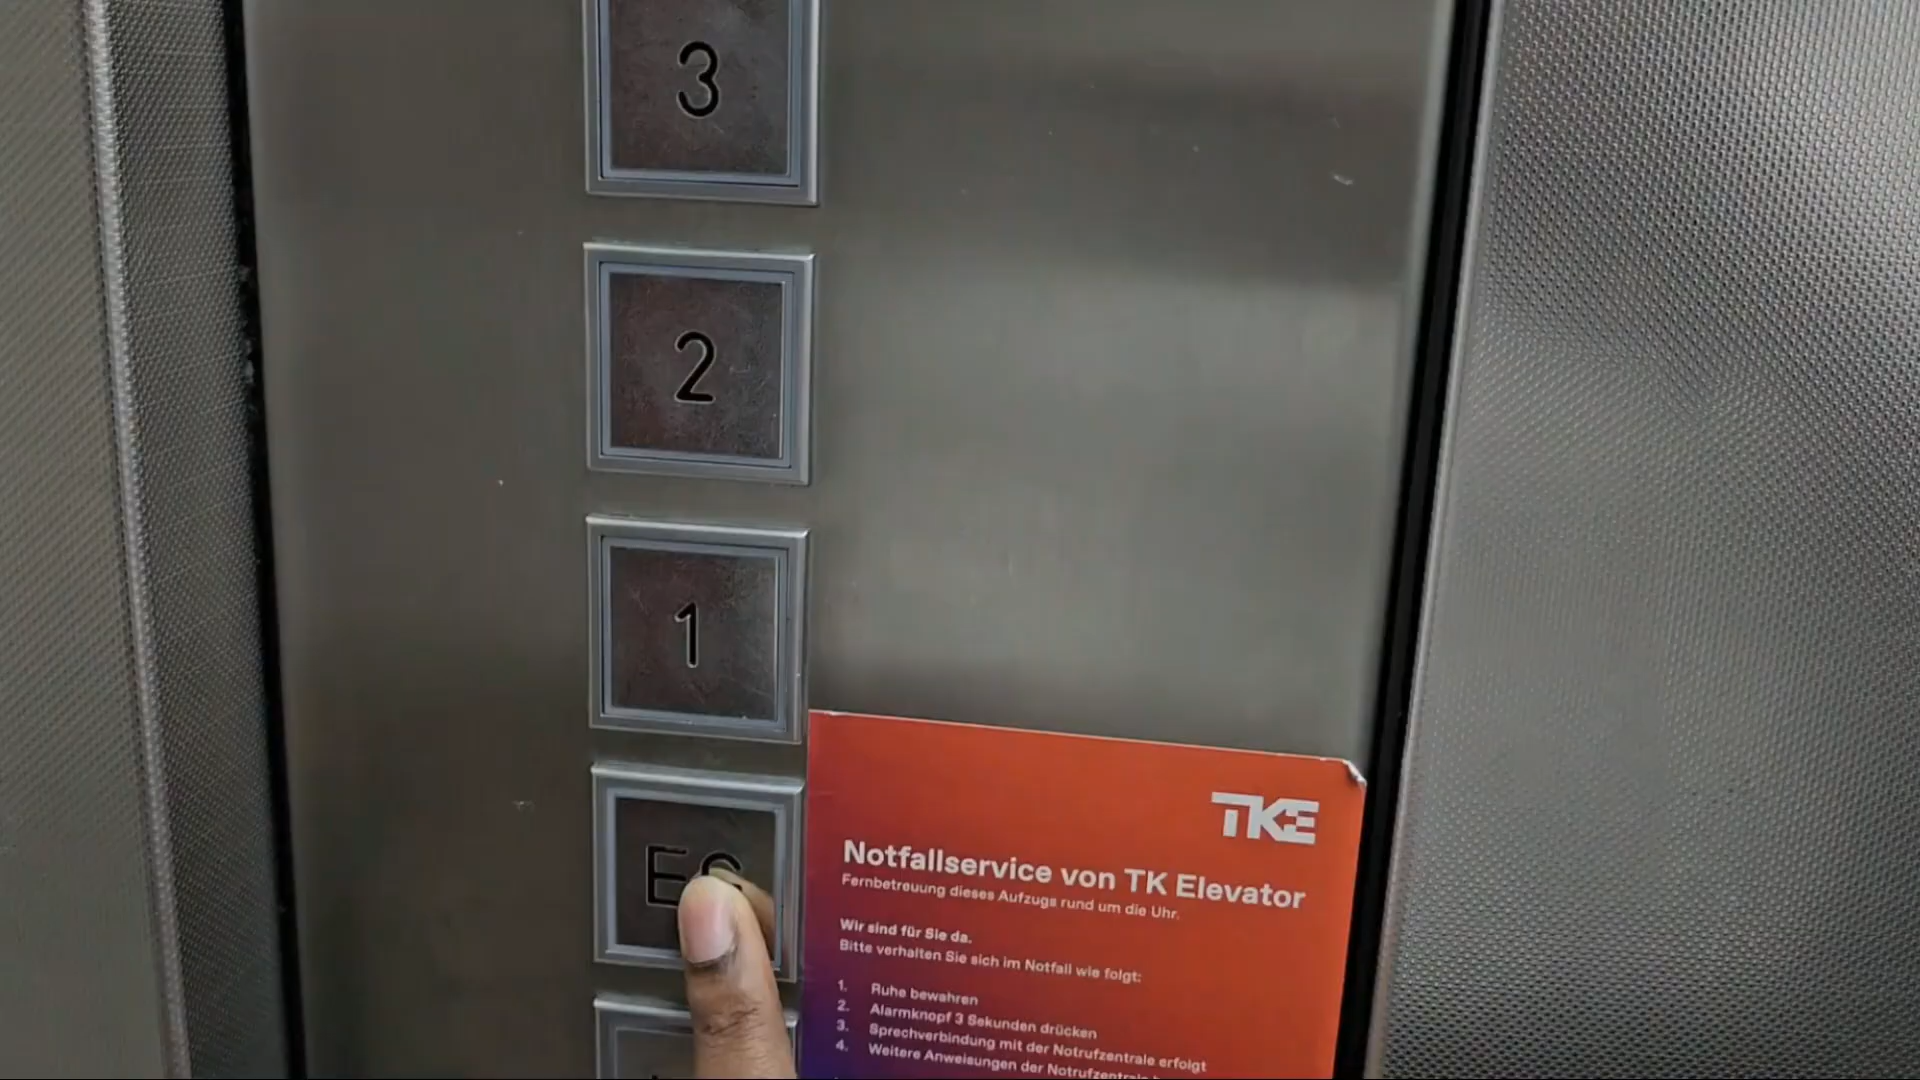 3
2
1
TKE
Notfallservice von TK Elevator
Fernbetreuung dieses Aufzugs rund um die Uhr.
Wir sind für Sie da.
Bitte verhalten Sie sich im Notfall wie folgt:
1. Ruhe bewahren
2. Alarmknopf 3 Sekunden drücken
3. Sprechverbindung mit der Notrufzentrale erfolgt
4. Weitere Anweisungen der Notrufzentrale